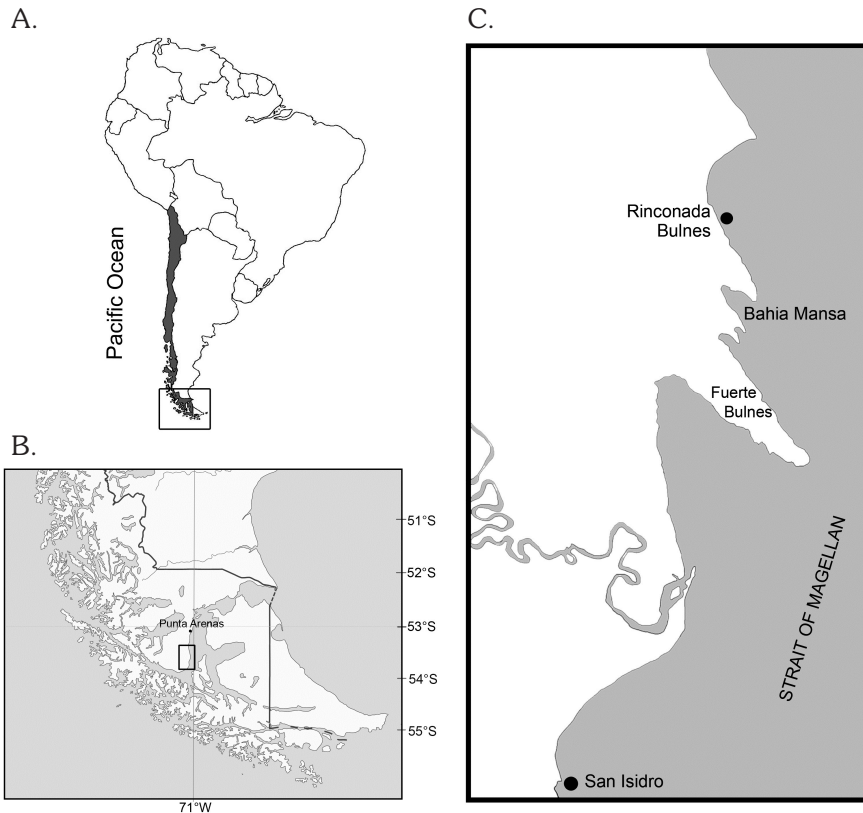 A.
Pacific Ocean
B.
51°S
52°S
Punta Arenas
53°S
54°S
55°S
71°W
C.
Rinconada
Bulnes
Bahia Mansa
Fuerte
Bulnes
STRAIT OF MAGELLAN
San Isidro